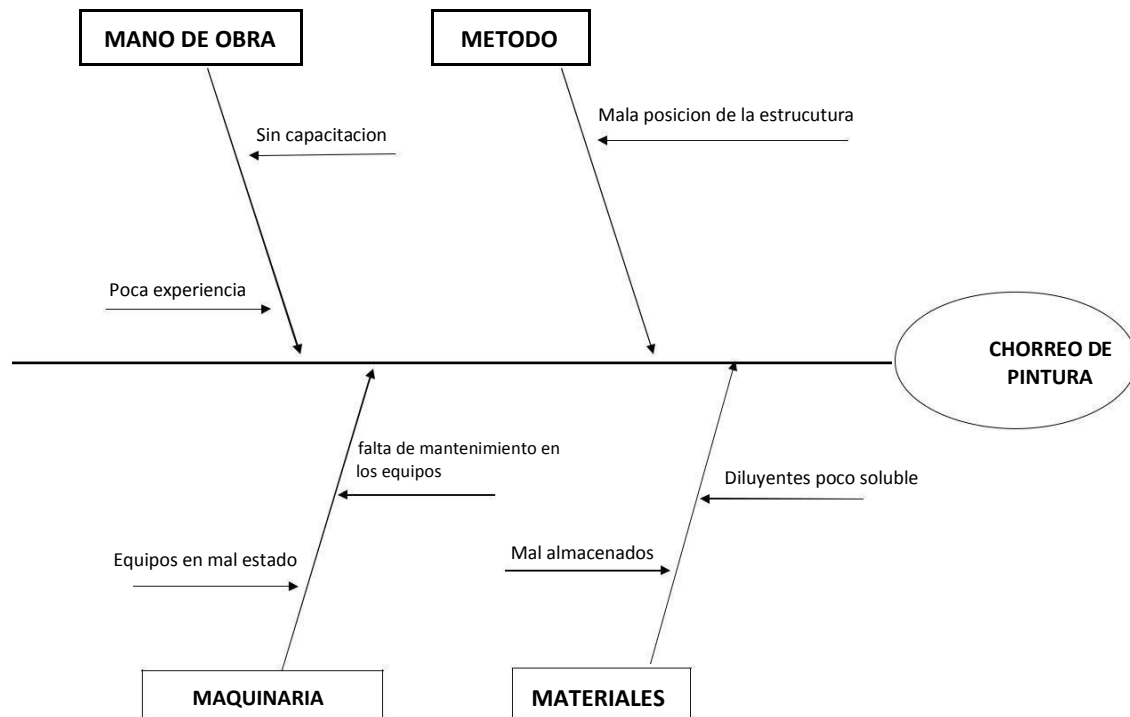 MANO DE OBRA
METODO
Sin capacitacion
Mala posicion de la estrucutura
Poca experiencia
CHORREO DE
PINTURA
falta de mantenimiento en
los equipos
Diluyentes poco soluble
Equipos en mal estado
Mal almacenados
MAQUINARIA
MATERIALES